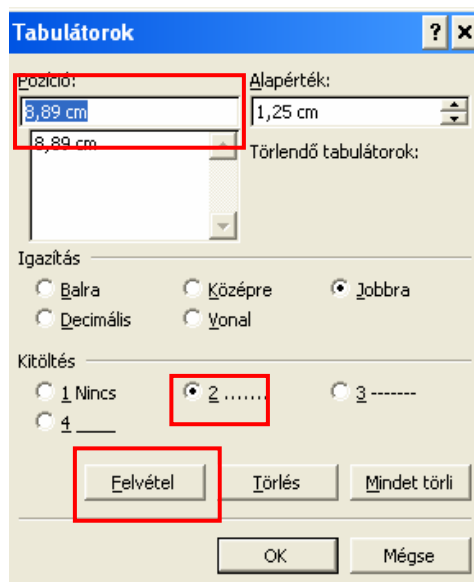 Tabulátorok
Pozíció: Alapérték:
8,89 cm 1,25 cm
8,89 cm Törlendő tabulátorok:
Igazítás
Balra Középre Jobbra
Decimális Vonal
Kitöltés
1 Nincs 2 ....... 3 -------
4 ____
Felvétel Törlés Mindet törli
OK Mégse